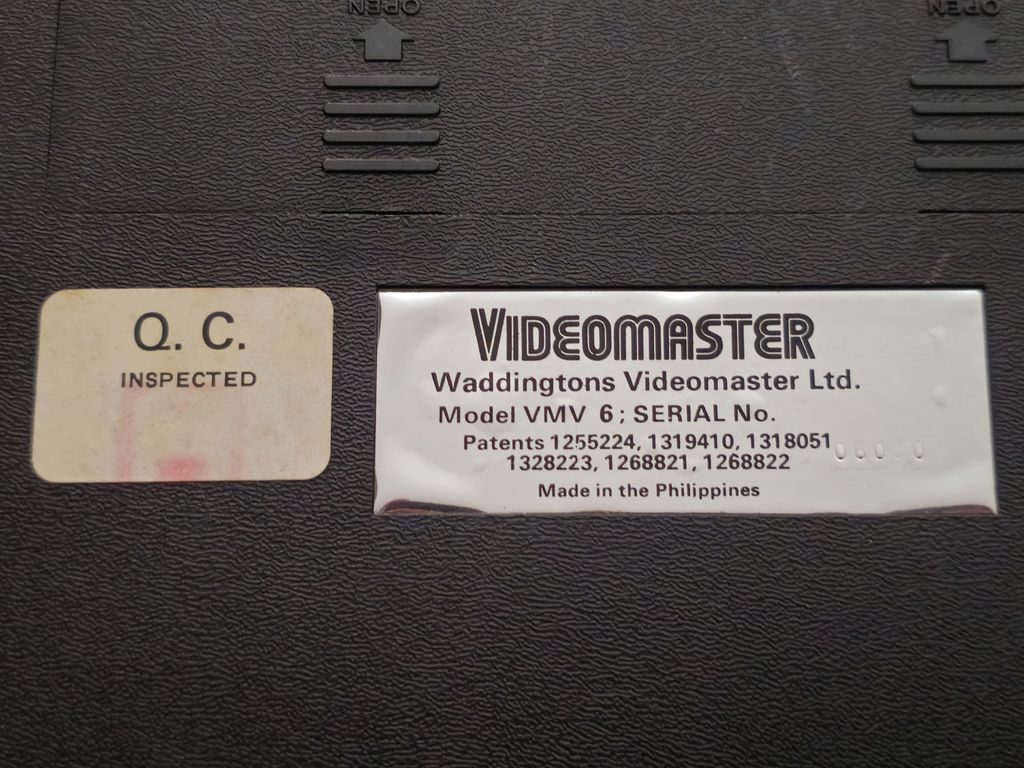 OPEN
OPEN
Q. C.
INSPECTED
VIDEOMASTER
Waddingtons Videomaster Ltd.
Model VMV 6; SERIAL No.
Patents 1255224, 1319410, 1318051
1328223, 1268821, 1268822
Made in the Philippines